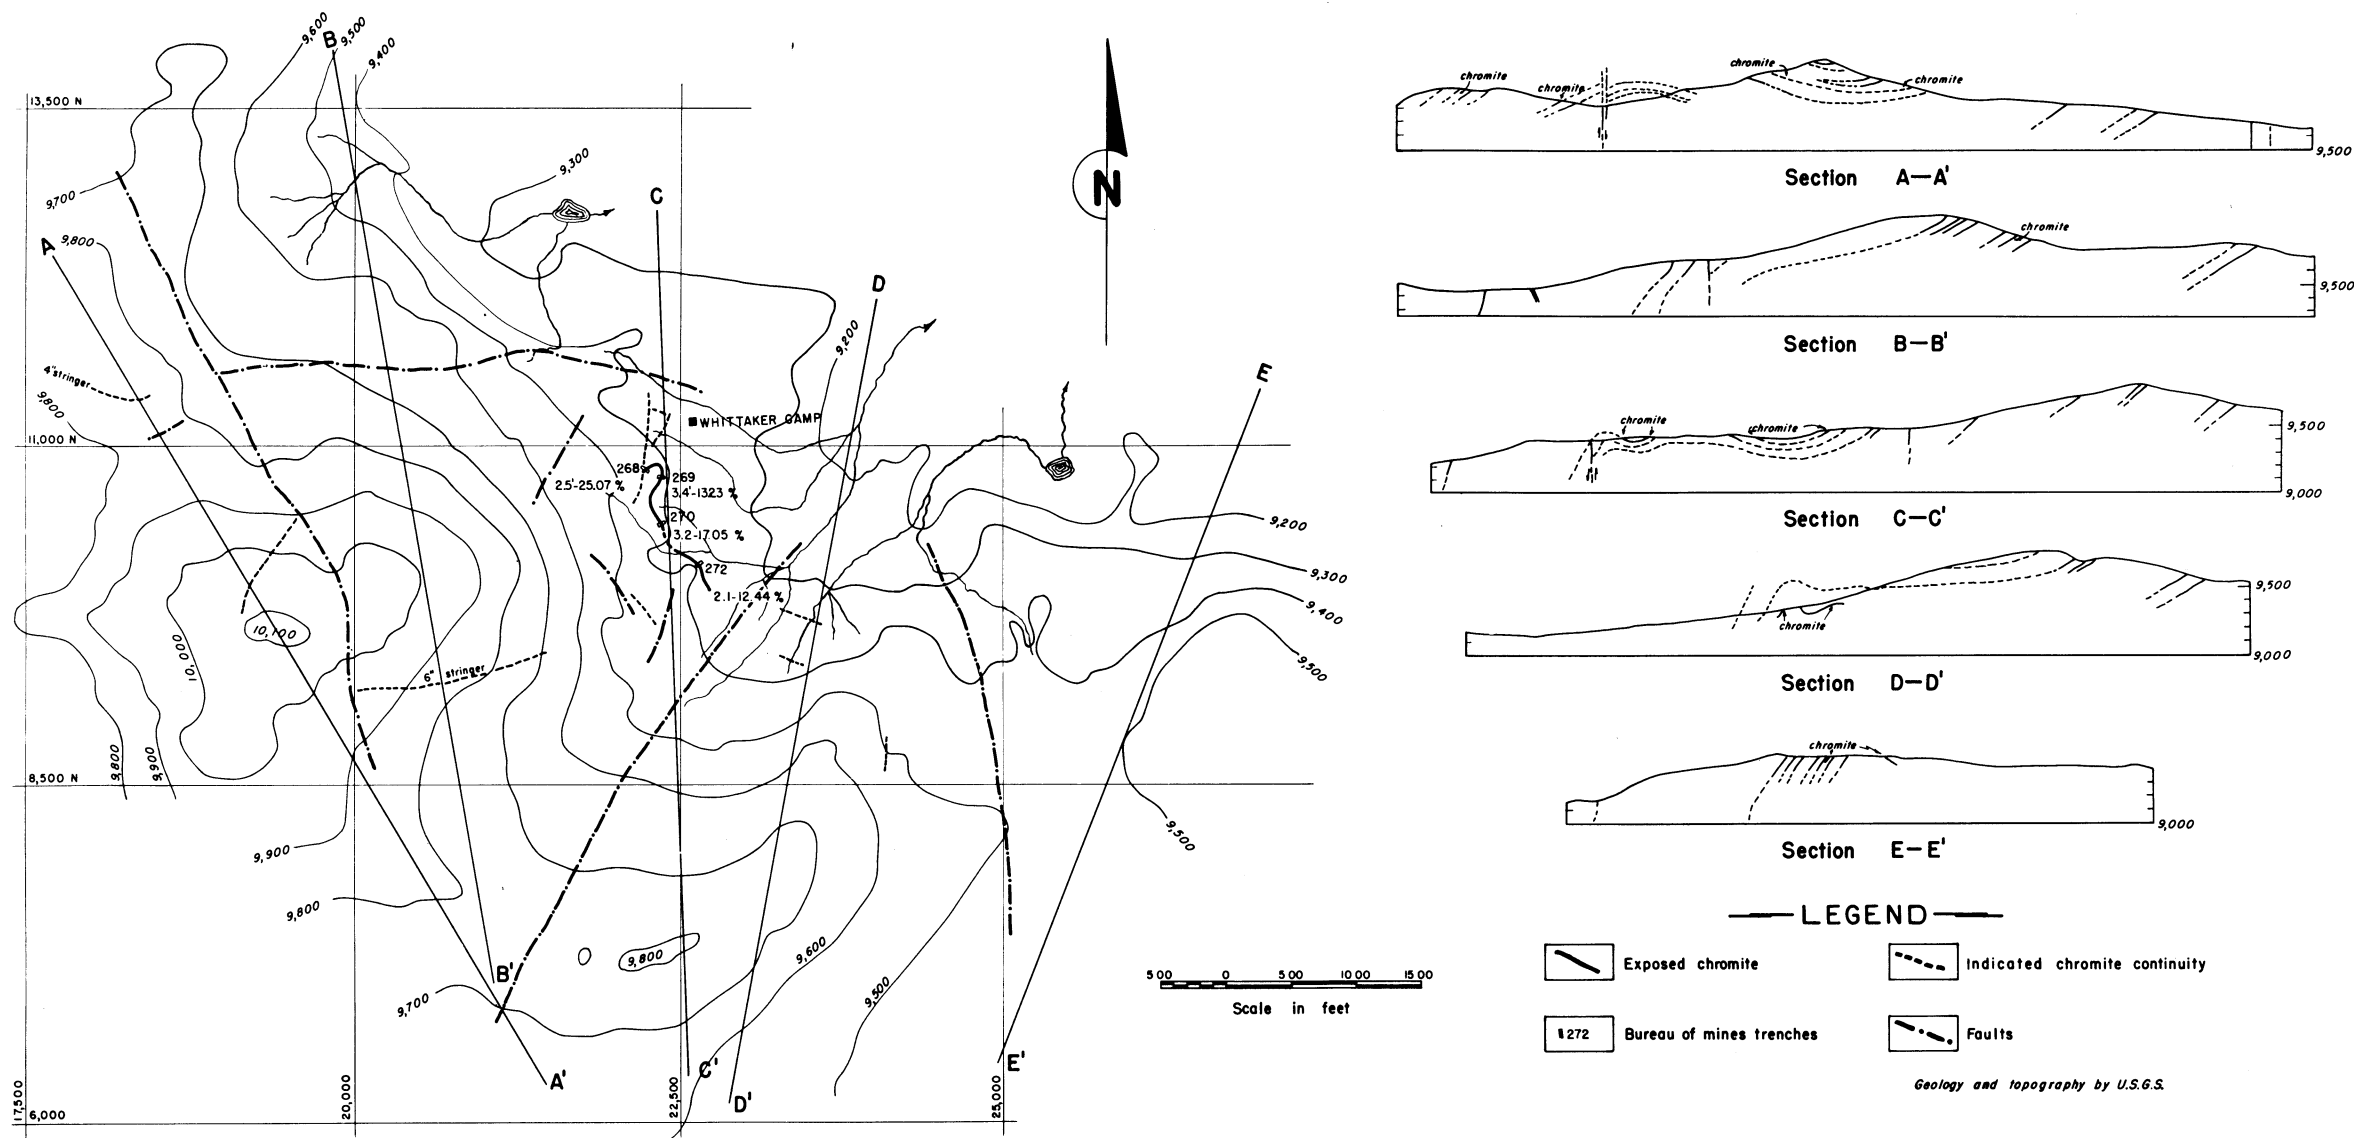 9,600
B
9,500
9,400
13,500 N
9,300
9,700
A
9,800
C
N
D
9,200
E
4" stringer
9,800
WHITTAKER CAMP
11,000 N
268
269
2.5'-25.07 %
3.4'-13.23 %
270
3.2-17.05 %
272
2.1-12.44 %
9,200
9,300
9,400
9,500
10,100
10,000
6" stringer
9,800
9,900
8,500 N
9,500
9,900
9,800
9,800
9,600
9,700
9,500
B'
A'
C'
D'
E'
17,500
20,000
22,500
25,000
6,000
500 0 500 1000 1500
Scale in feet
chromite
chromite
chromite
chromite
9,500
Section A—A'
chromite
9,500
Section B—B'
chromite
chromite
9,500
9,000
Section C—C'
9,500
chromite
9,000
Section D—D'
chromite
9,000
Section E—E'
LEGEND
Exposed chromite
Indicated chromite continuity
272 Bureau of mines trenches
Faults
Geology and topography by U.S.G.S.